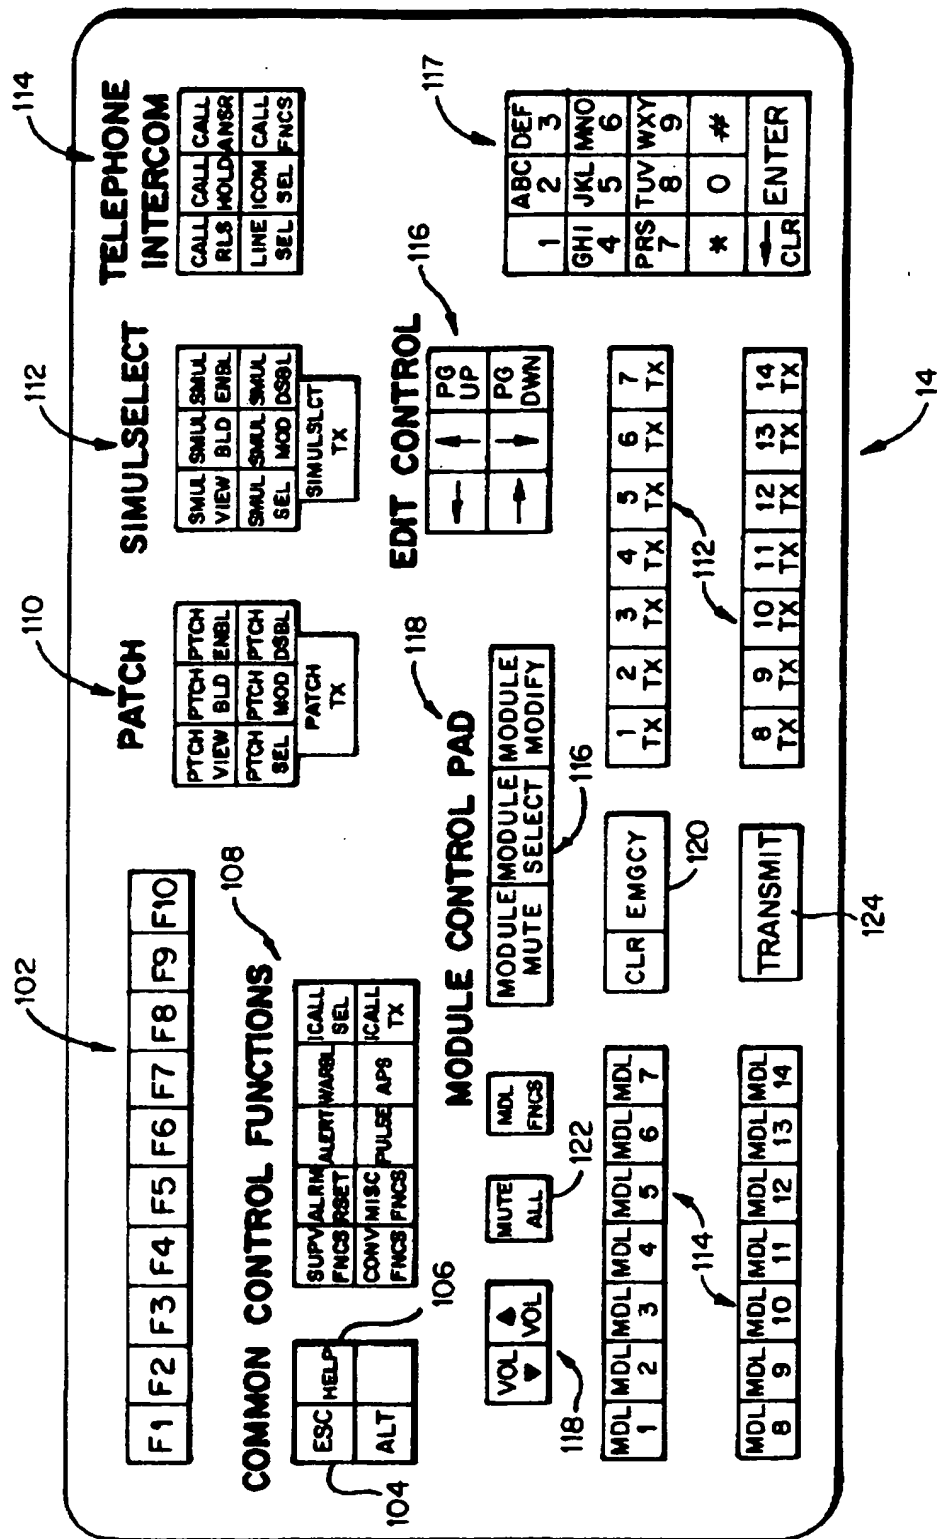 102
110
112
114
PATCH
SIMULSELECT
TELEPHONE
INTERCOM
F1 F2 F3 F4 F5 F6 F7 F8 F9 F10
PTCH VIEW
PTCH BLD
PTCH ENBL
PTCH SEL
PTCH MOD
PTCH DSBL
PATCH TX
SMUL VIEW
SMUL BLD
SMUL ENBL
SMUL SEL
SMUL MOD
SMUL DSBL
SIMULSLCT TX
CALL RLS
CALL HOLD
CALL ANSR
LINE SEL
ICOM SEL
CALL FNCS
COMMON CONTROL FUNCTIONS
108
104
ESC
HELP
106
ALT
SUPV FNCS
ALRM RSET
ALERT
WARBL
ICALL SEL
CONV FNCS
MISC FNCS
PULSE
APS
ICALL TX
EDIT CONTROL
116
PG UP
PG DWN
MODULE CONTROL PAD
118
VOL
VOL
118
MUTE ALL
122
MDL FNCS
MODULE MUTE
MODULE SELECT
MODULE MODIFY
116
117
1
ABC 2
DEF 3
GHI 4
JKL 5
MNO 6
PRS 7
TUV 8
WXY 9
* 0 #
CLR
ENTER
MDL 1
MDL 2
MDL 3
MDL 4
MDL 5
MDL 6
MDL 7
114
CLR
EMGCY
120
1 TX
2 TX
3 TX
4 TX
5 TX
6 TX
7 TX
112
MDL 8
MDL 9
MDL 10
MDL 11
MDL 12
MDL 13
MDL 14
TRANSMIT
124
8 TX
9 TX
10 TX
11 TX
12 TX
13 TX
14 TX
14